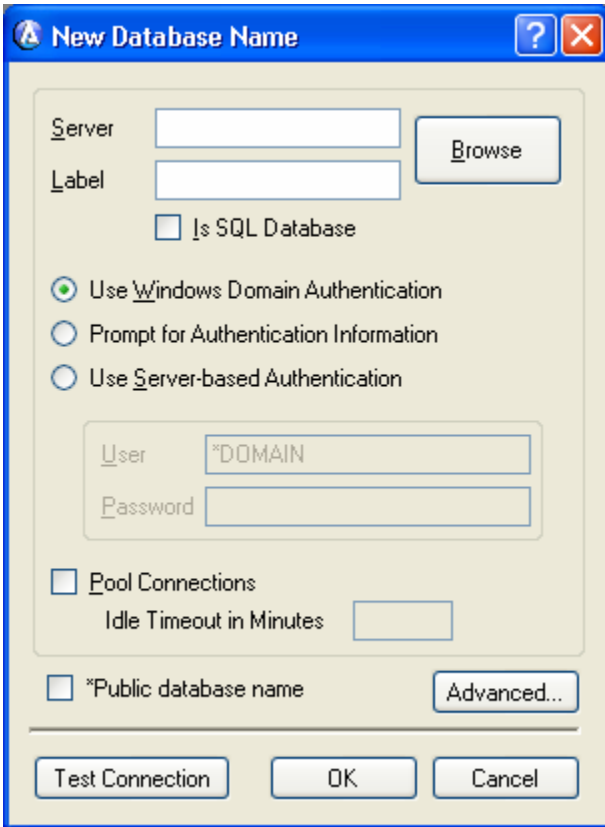 New Database Name
Server
Browse
Label
Is SQL Database
Use Windows Domain Authentication
Prompt for Authentication Information
Use Server-based Authentication
User *DOMAIN
Password
Pool Connections
Idle Timeout in Minutes
*Public database name
Advanced...
Test Connection OK Cancel